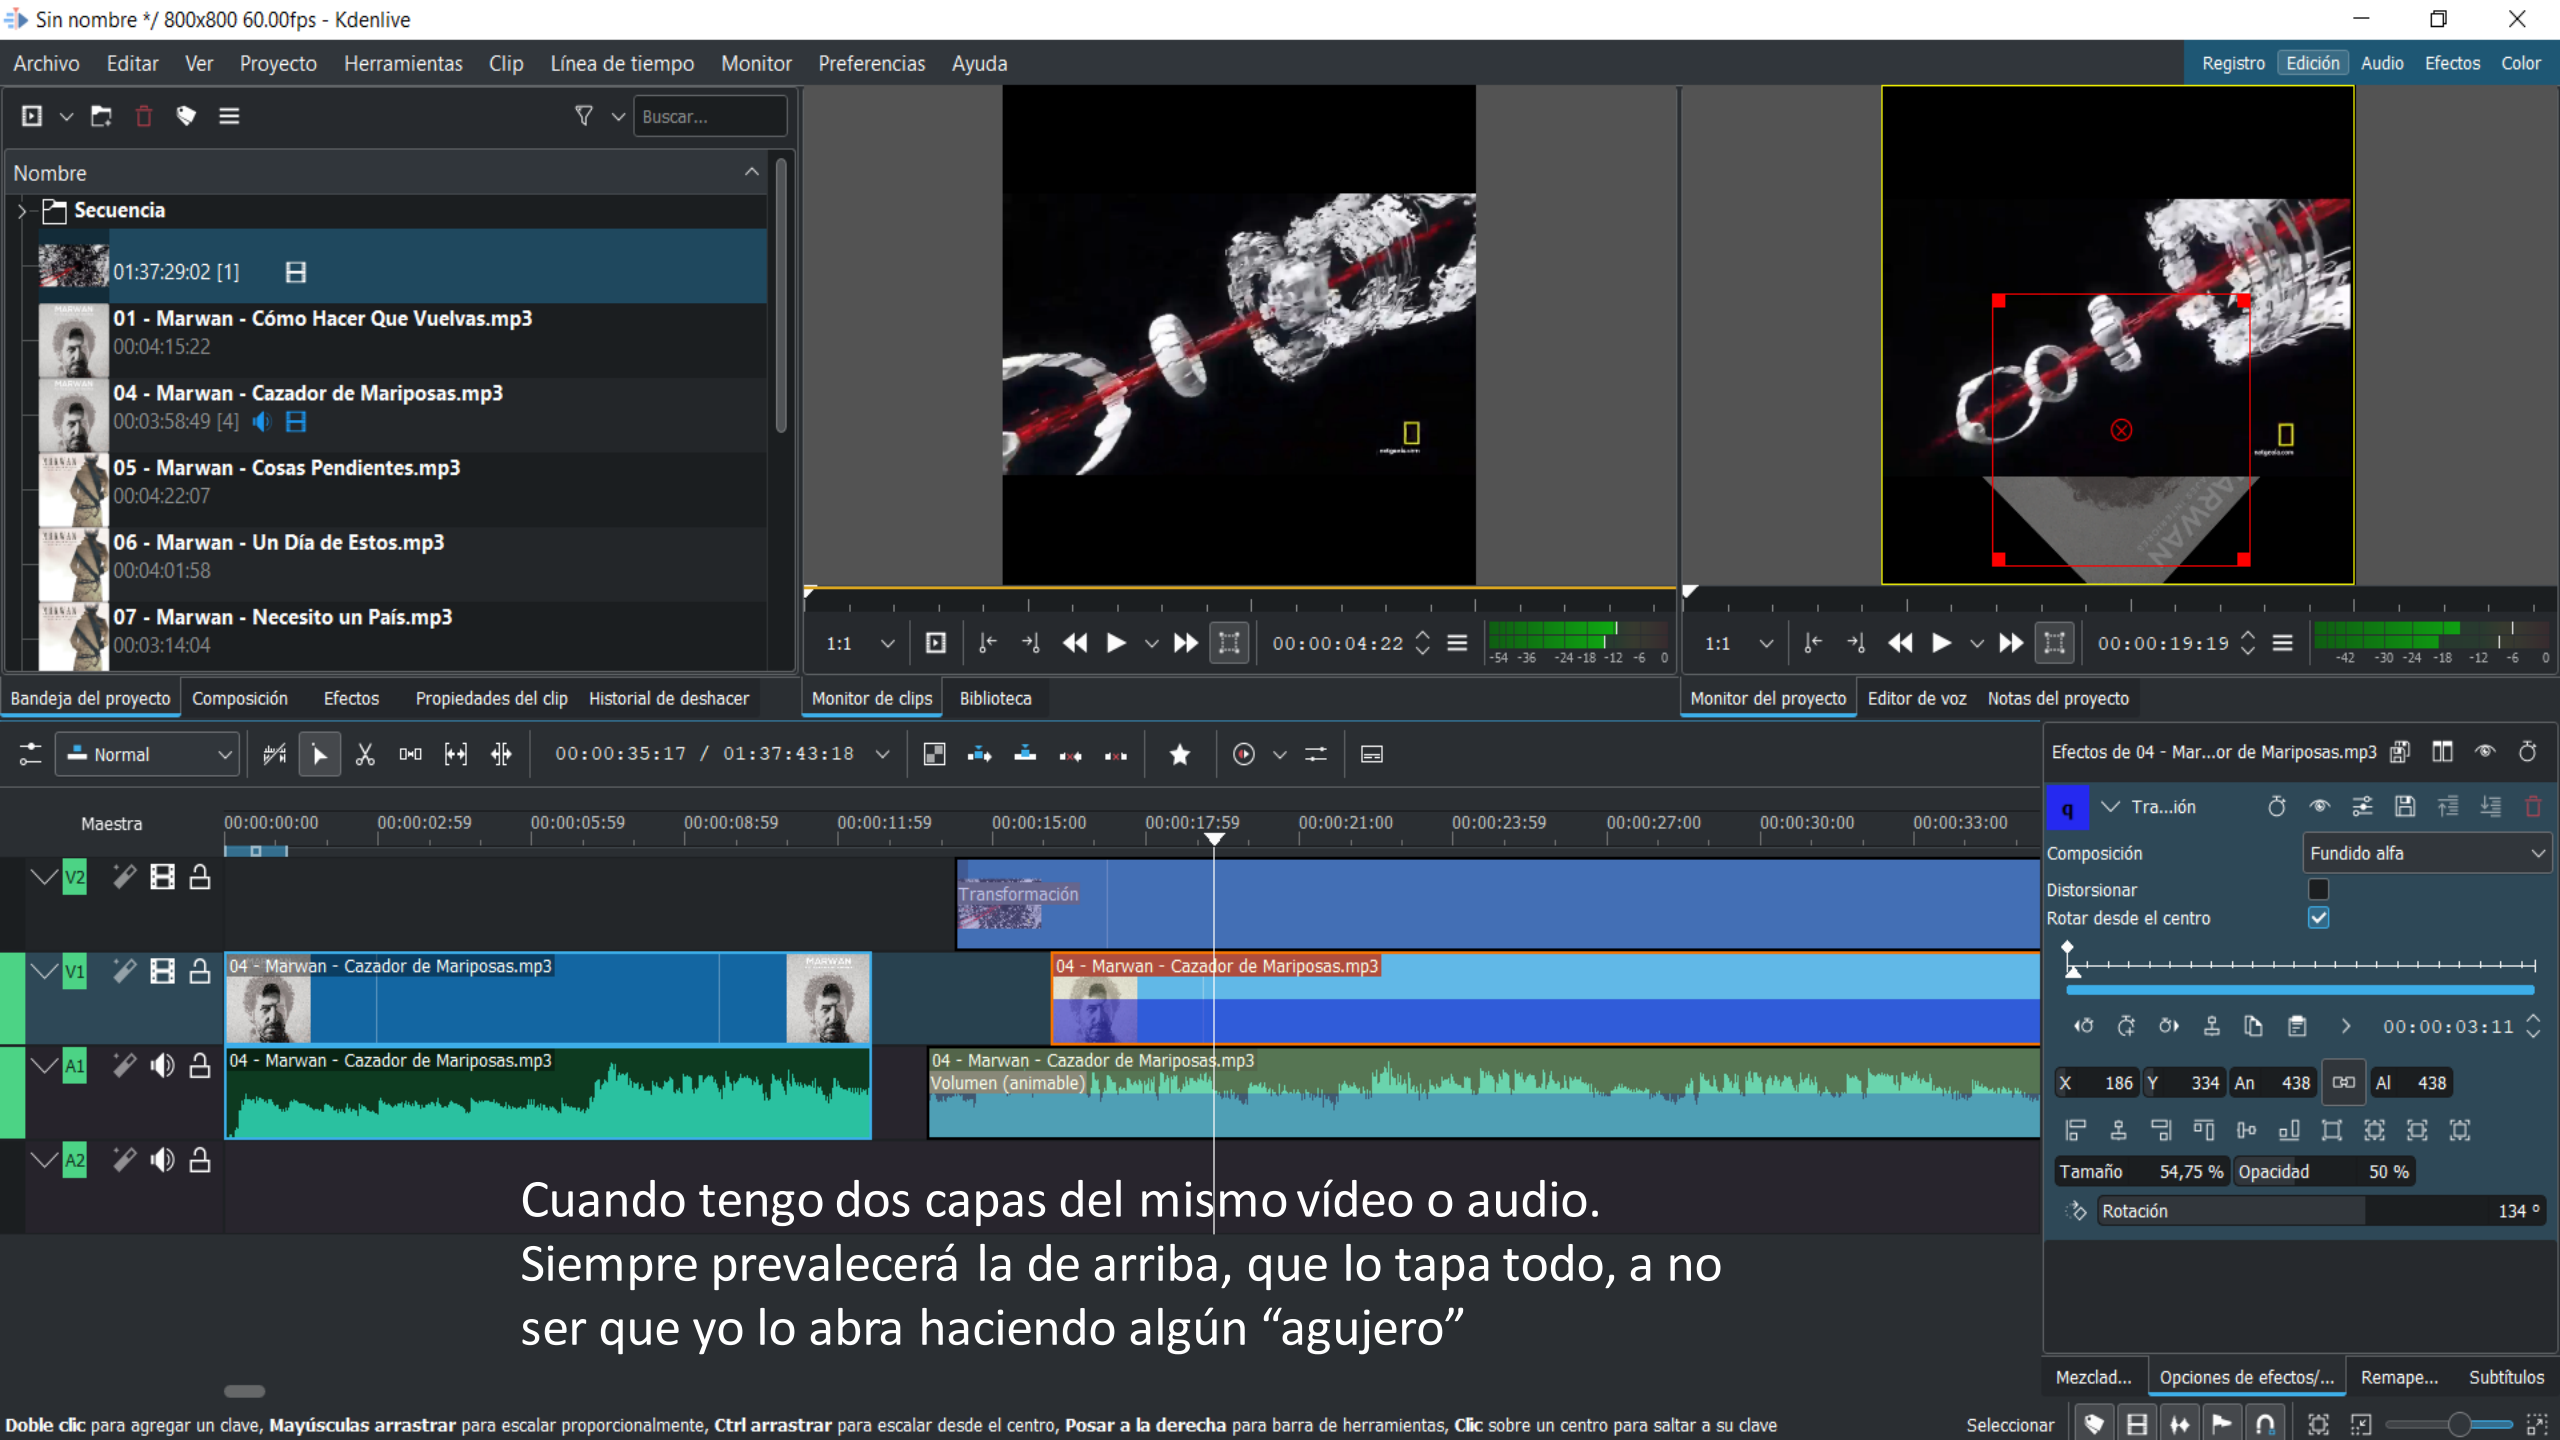 Sin nombre */ 800x800 60.00fps - Kdenlive
Archivo Editar Ver Proyecto Herramientas Clip Línea de tiempo Monitor Preferencias Ayuda
Registro Edición Audio Efectos Color
Buscar...
Nombre
Secuencia
01:37:29:02 [1]
01 - Marwan - Cómo Hacer Que Vuelvas.mp3
00:04:15:22
04 - Marwan - Cazador de Mariposas.mp3
00:03:58:49 [4]
05 - Marwan - Cosas Pendientes.mp3
00:04:22:07
06 - Marwan - Un Día de Estos.mp3
00:04:01:58
07 - Marwan - Necesito un País.mp3
00:03:14:04
MARWAN
1:1 00:00:04:22 -54 -36 -24 -18 -12 -6 0
1:1 00:00:19:19 -42 -30 -24 -18 -12 -6 0
Bandeja del proyecto Composición Efectos Propiedades del clip Historial de deshacer
Monitor de clips Biblioteca
Monitor del proyecto Editor de voz Notas del proyecto
Normal 00:00:35:17 / 01:37:43:18
Maestra 00:00:00:00 00:00:02:59 00:00:05:59 00:00:08:59 00:00:11:59 00:00:15:00 00:00:17:59 00:00:21:00 00:00:23:59 00:00:27:00 00:00:30:00 00:00:33:00
V2
Transformación
V1
04 - Marwan - Cazador de Mariposas.mp3
04 - Marwan - Cazador de Mariposas.mp3
A1
04 - Marwan - Cazador de Mariposas.mp3
04 - Marwan - Cazador de Mariposas.mp3
Volumen (animable)
A2
Cuando tengo dos capas del mismo vídeo o audio.
Siempre prevalecerá la de arriba, que lo tapa todo, a no
ser que yo lo abra haciendo algún “agujero”
Efectos de 04 - Mar...or de Mariposas.mp3
q Tra...ión
Composición Fundido alfa
Distorsionar
Rotar desde el centro
00:00:03:11
X 186 Y 334 An 438 Al 438
Tamaño 54,75 % Opacidad 50 %
Rotación 134 º
Mezclad... Opciones de efectos/... Remape... Subtítulos
Doble clic para agregar un clave, Mayúsculas arrastrar para escalar proporcionalmente, Ctrl arrastrar para escalar desde el centro, Posar a la derecha para barra de herramientas, Clic sobre un centro para saltar a su clave
Seleccionar